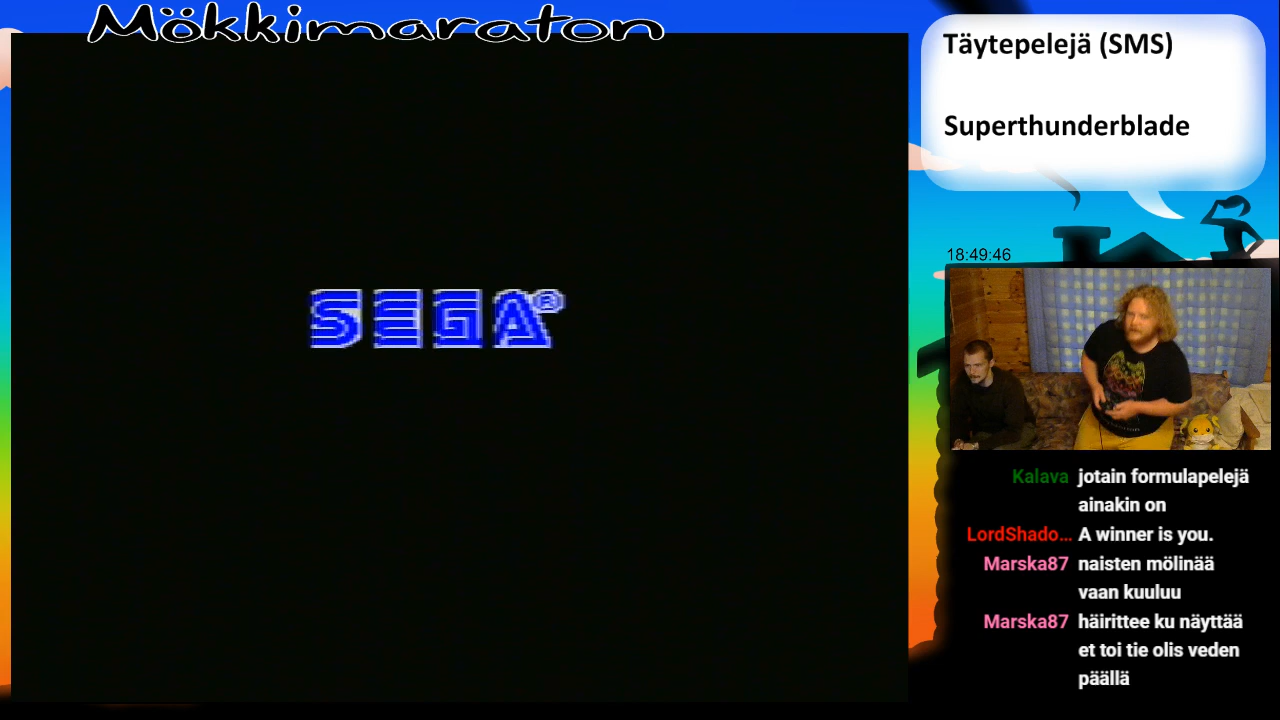 Mökkimaraton
Täytepelejä (SMS)
Superthunderblade
SEGA®
18:49:46
Kalava jotain formulapelejä
ainakin on
LordShado… A winner is you.
Marska87 naisten mölinää
vaan kuuluu
Marska87 häirittee ku näyttää
et toi tie olis veden
päällä